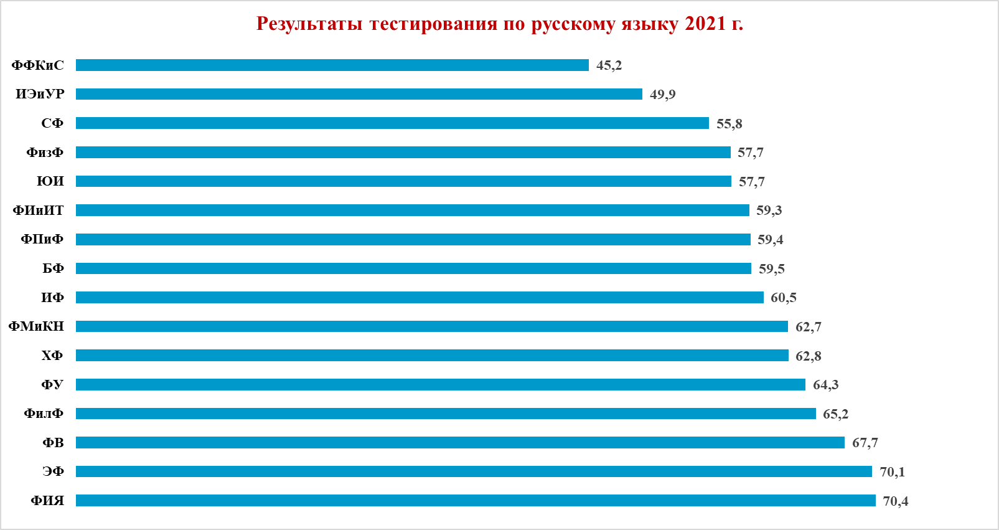 Результаты тестирования по русскому языку 2021 г.
ФФКиС 45,2
ИЭиУР 49,9
СФ 55,8
ФизФ 57,7
ЮИ 57,7
ФИиИТ 59,3
ФПиФ 59,4
БФ 59,5
ИФ 60,5
ФМиКН 62,7
ХФ 62,8
ФУ 64,3
ФилФ 65,2
ФВ 67,7
ЭФ 70,1
ФИЯ 70,4